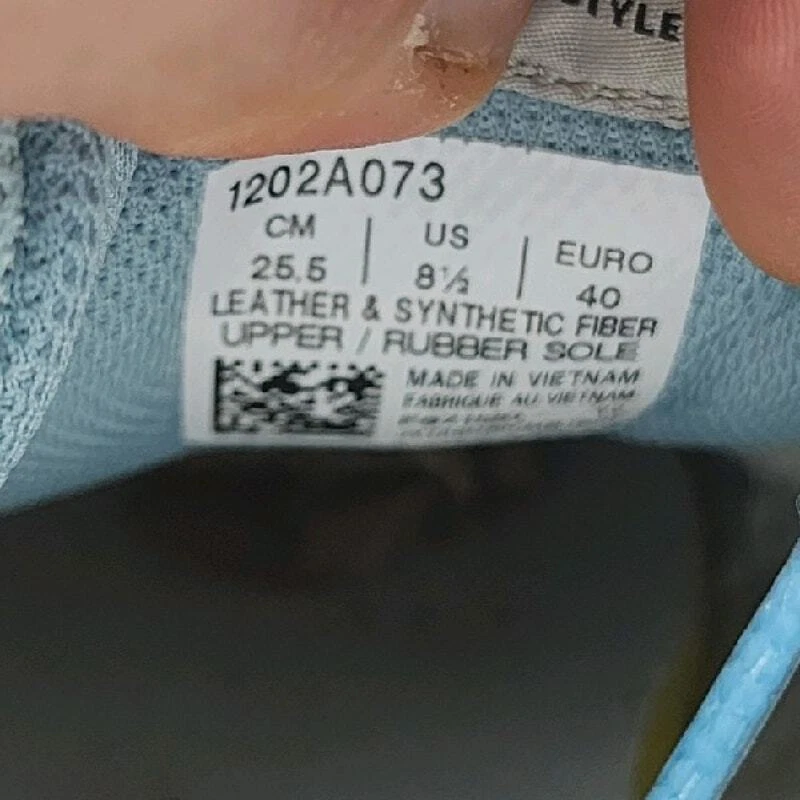 STYLE
1202A073
CM | US | EURO
25.5 | 8½ | 40
LEATHER & SYNTHETIC FIBER
UPPER / RUBBER SOLE
MADE IN VIETNAM
FABRIQUE AU VIETNAM